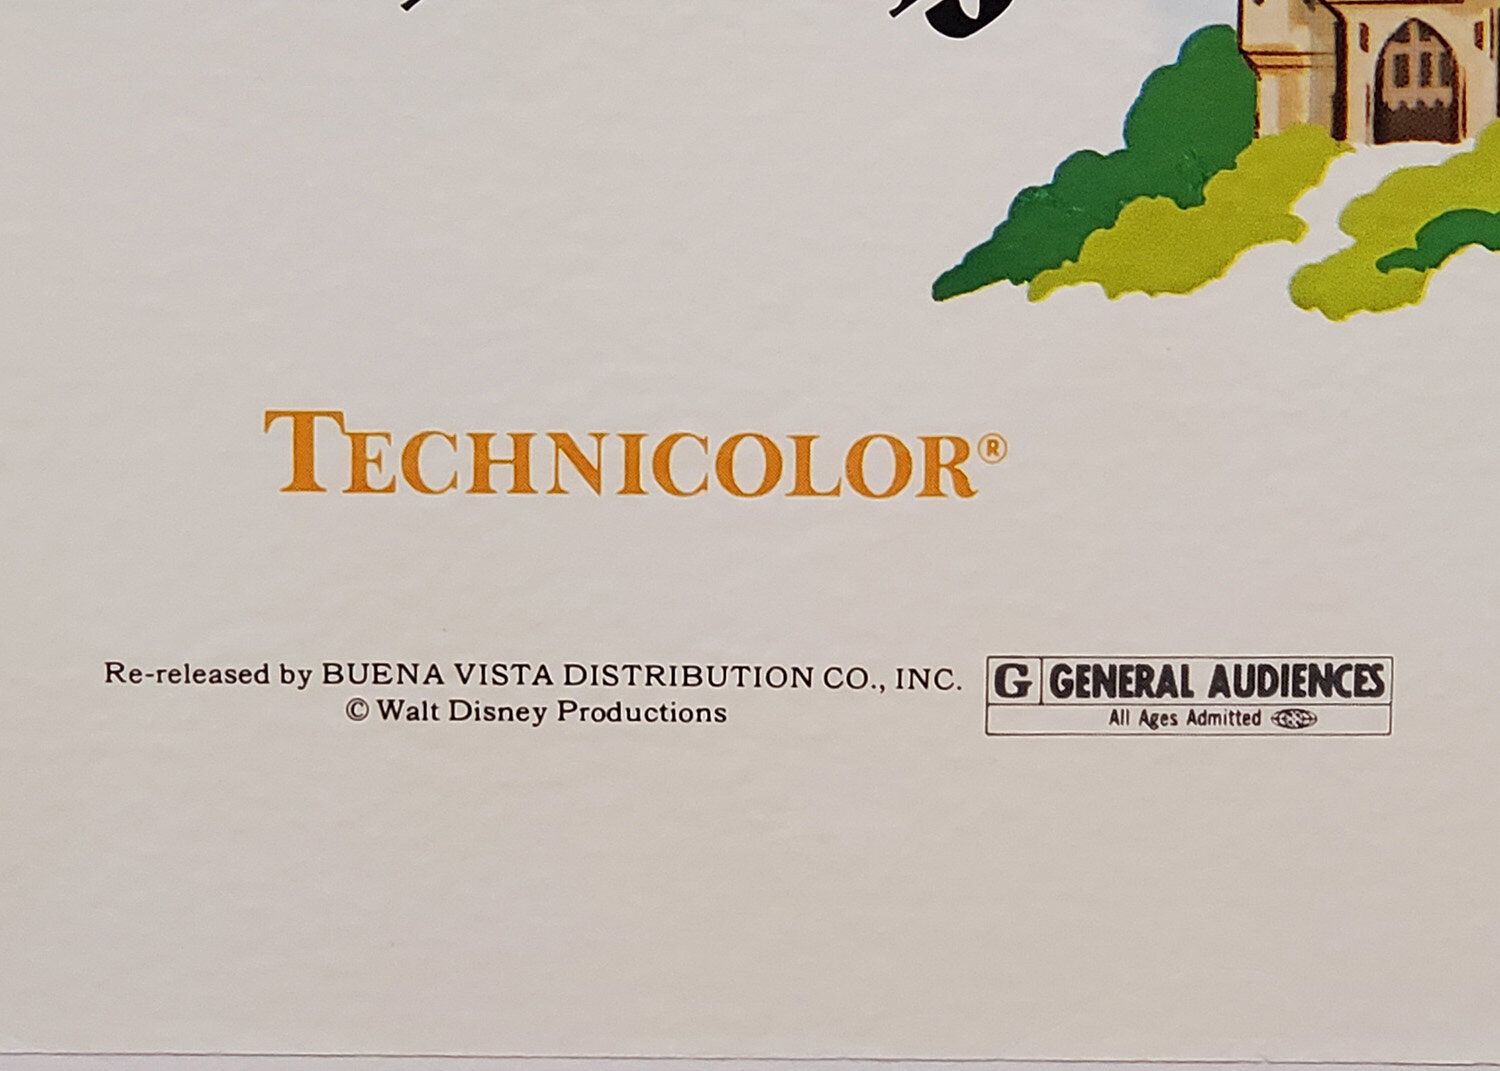 TECHNICOLOR®
Re-released by BUENA VISTA DISTRIBUTION CO., INC.
© Walt Disney Productions
G GENERAL AUDIENCES
All Ages Admitted